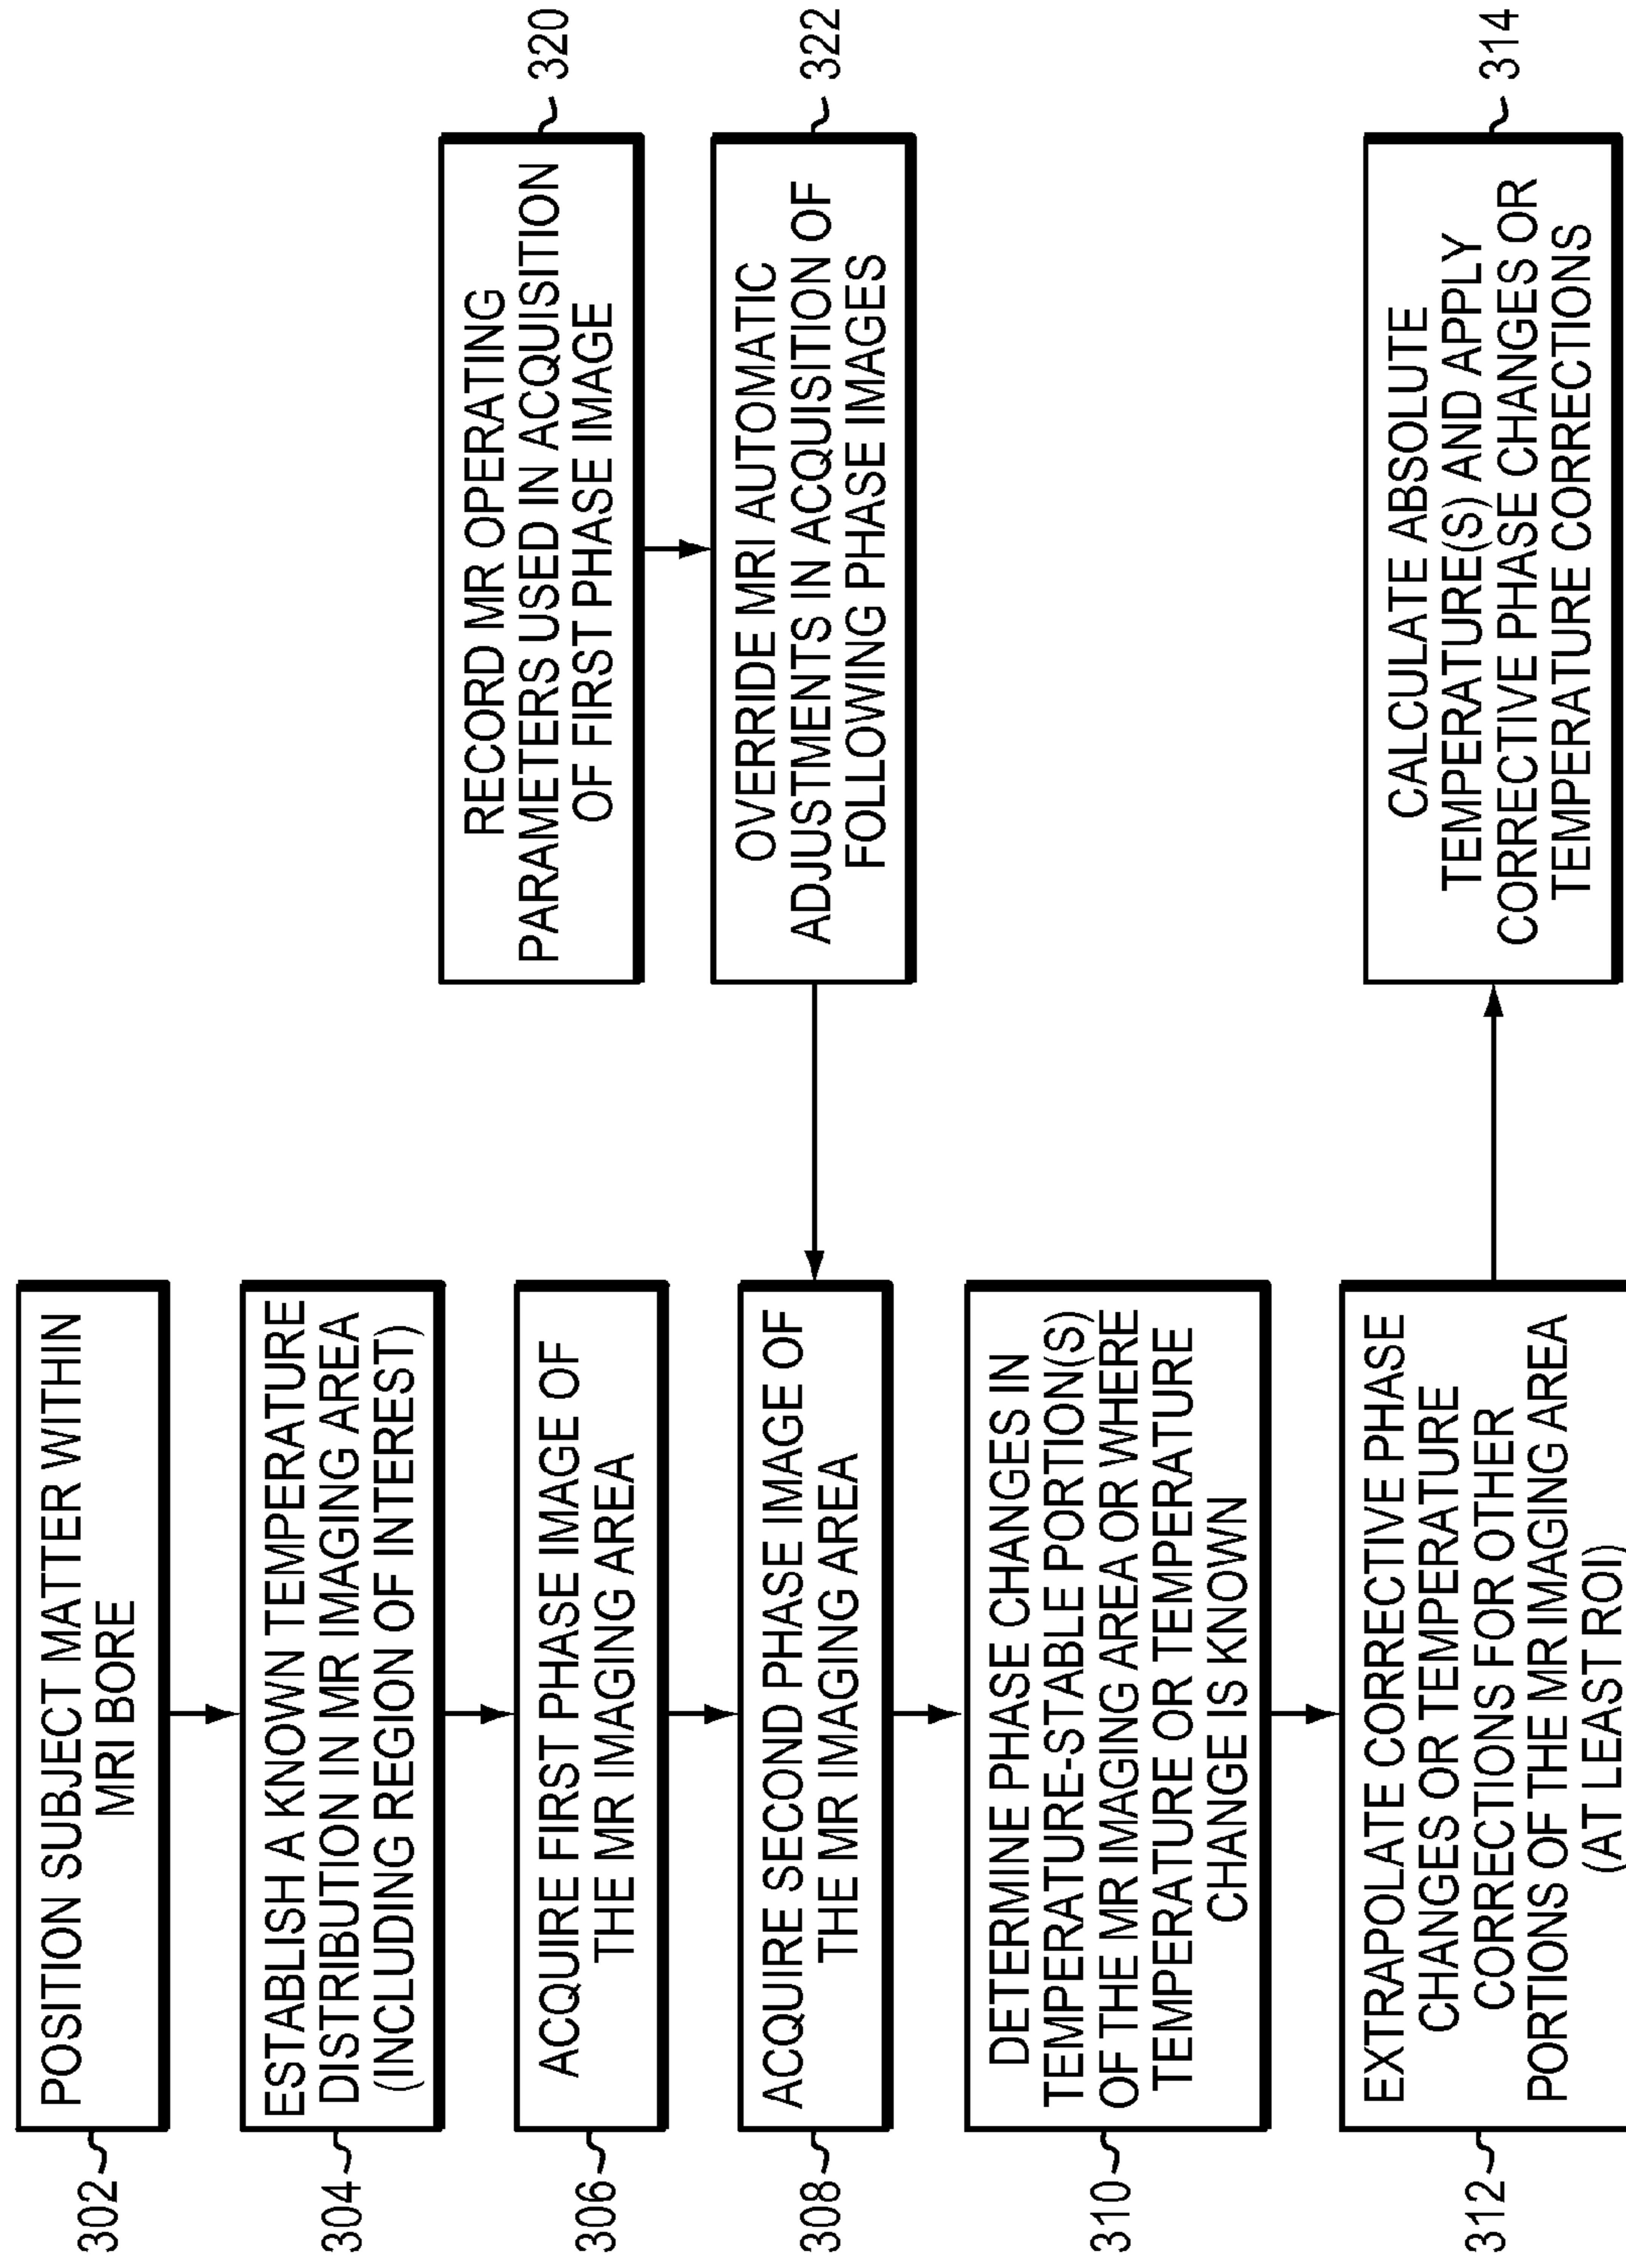 302
POSITION SUBJECT MATTER WITHIN
MRI BORE
304
ESTABLISH A KNOWN TEMPERATURE
DISTRIBUTION IN MR IMAGING AREA
(INCLUDING REGION OF INTEREST)
306
ACQUIRE FIRST PHASE IMAGE OF
THE MR IMAGING AREA
308
ACQUIRE SECOND PHASE IMAGE OF
THE MR IMAGING AREA
310
DETERMINE PHASE CHANGES IN
TEMPERATURE-STABLE PORTION(S)
OF THE MR IMAGING AREA OR WHERE
TEMPERATURE OR TEMPERATURE
CHANGE IS KNOWN
312
EXTRAPOLATE CORRECTIVE PHASE
CHANGES OR TEMPERATURE
CORRECTIONS FOR OTHER
PORTIONS OF THE MR IMAGING AREA
(AT LEAST ROI)
RECORD MR OPERATING
PARAMETERS USED IN ACQUISITION
OF FIRST PHASE IMAGE
320
OVERRIDE MRI AUTOMATIC
ADJUSTMENTS IN ACQUISITION OF
FOLLOWING PHASE IMAGES
322
CALCULATE ABSOLUTE
TEMPERATURE(S) AND APPLY
CORRECTIVE PHASE CHANGES OR
TEMPERATURE CORRECTIONS
314